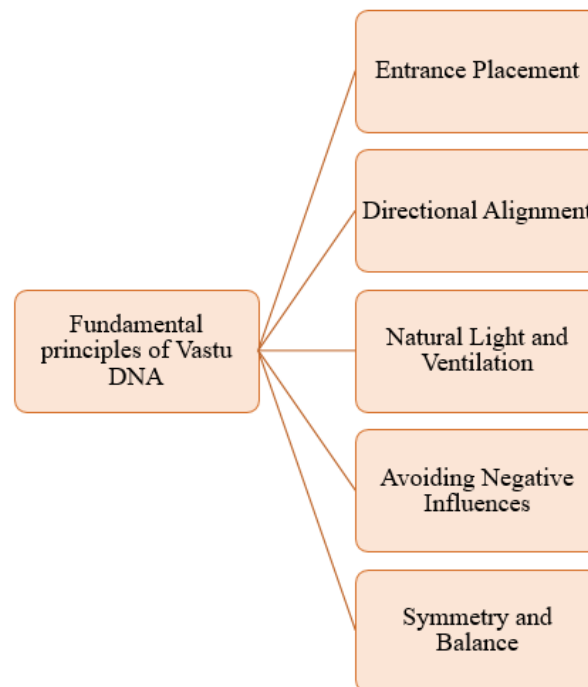 Entrance Placement
Directional Alignment
Fundamental
principles of Vastu
DNA
Natural Light and
Ventilation
Avoiding Negative
Influences
Symmetry and
Balance